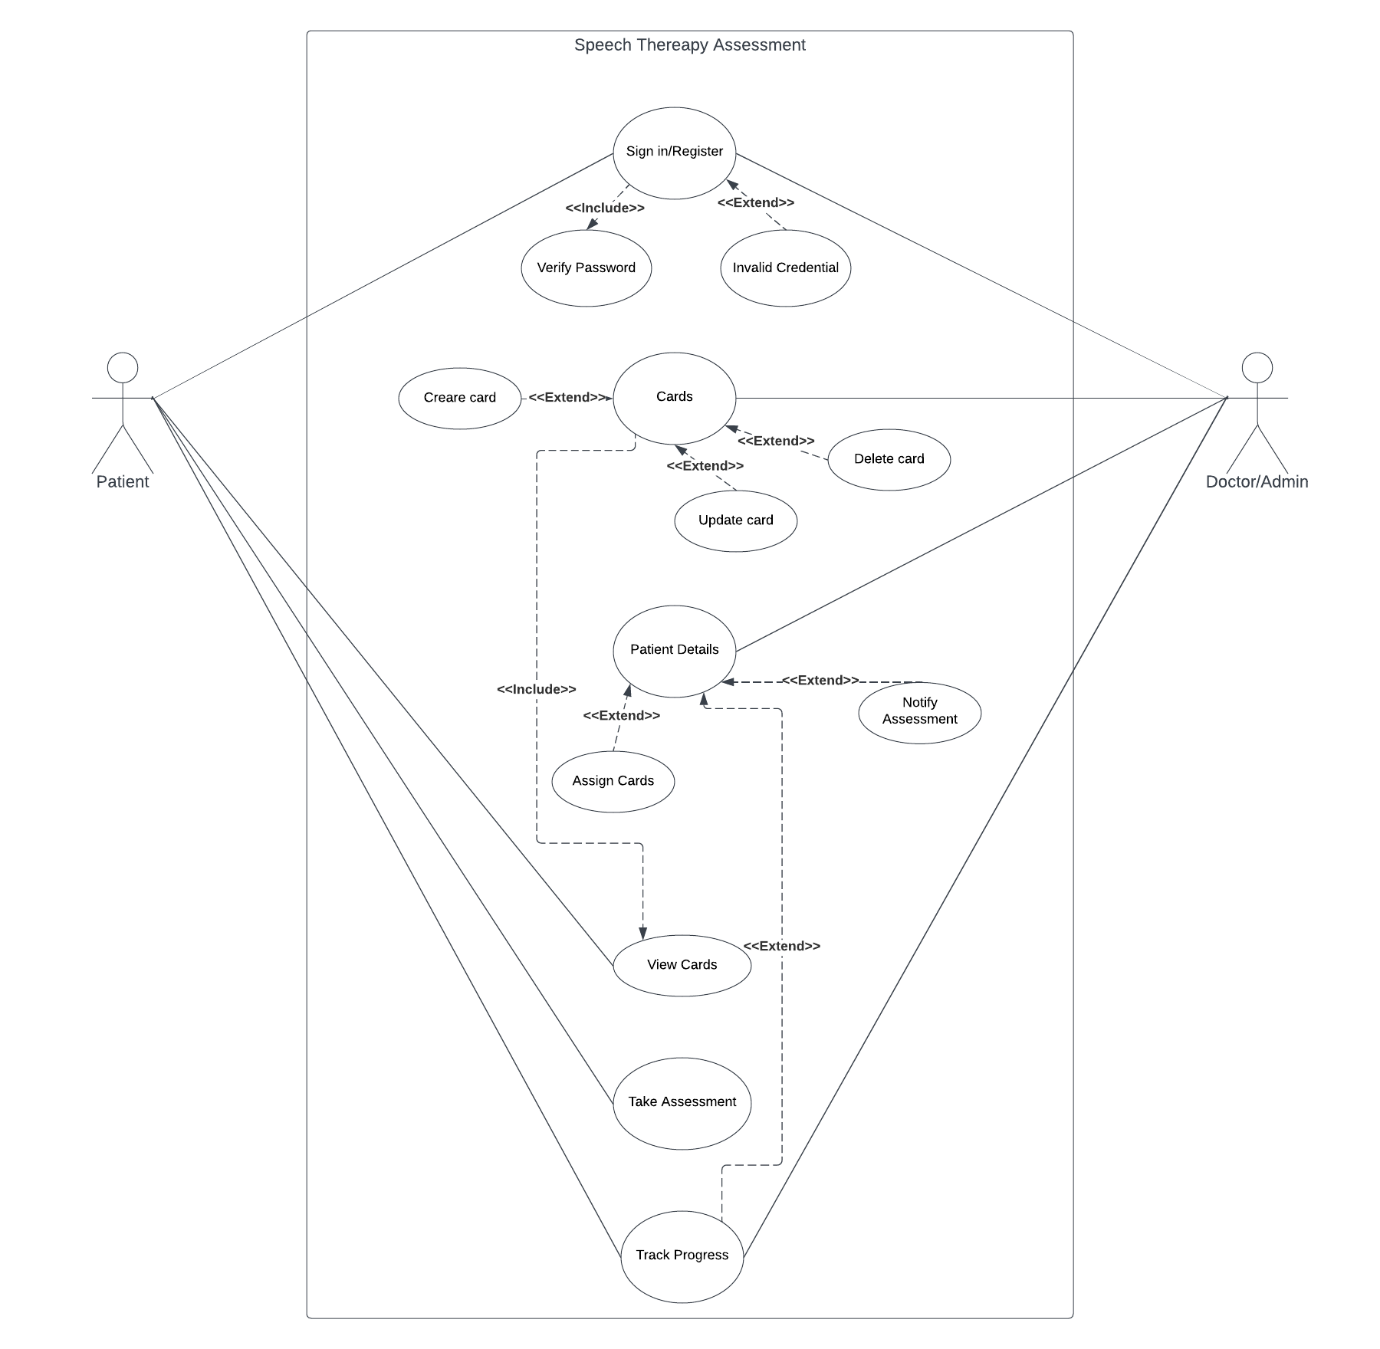 Speech Thereapy Assessment
Sign in/Register
<<Include>>
<<Extend>>
Verify Password
Invalid Credential
Patient
Doctor/Admin
Creare card
<<Extend>>
Cards
<<Extend>>
Delete card
<<Extend>>
Update card
Patient Details
<<Extend>>
Notify
Assessment
<<Include>>
<<Extend>>
Assign Cards
<<Extend>>
View Cards
Take Assessment
Track Progress